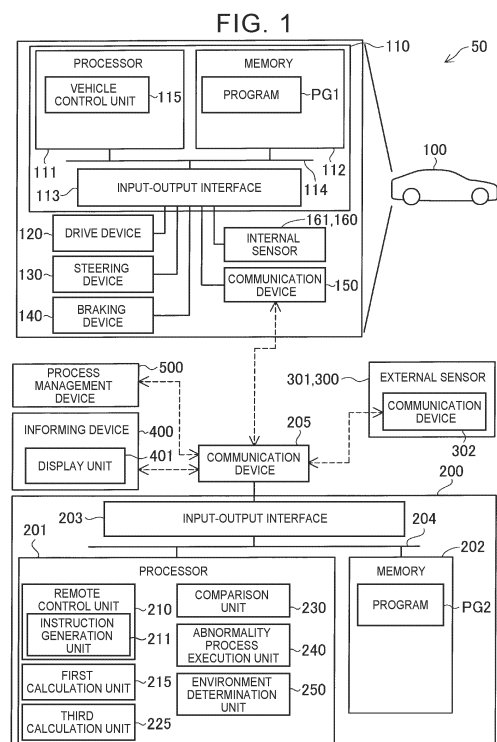 FIG. 1
110
50
PROCESSOR
MEMORY
VEHICLE
CONTROL UNIT
115
PROGRAM
PG1
111
112
100
113
114
INPUT-OUTPUT INTERFACE
161,160
120
DRIVE DEVICE
INTERNAL
SENSOR
130
STEERING
DEVICE
COMMUNICATION
DEVICE
150
140
BRAKING
DEVICE
PROCESS
MANAGEMENT
DEVICE
500
301,300
EXTERNAL SENSOR
COMMUNICATION
DEVICE
302
INFORMING DEVICE
400
401
DISPLAY UNIT
205
COMMUNICATION
DEVICE
200
203
INPUT-OUTPUT INTERFACE
204
201
202
PROCESSOR
MEMORY
REMOTE
CONTROL UNIT
210
INSTRUCTION
GENERATION
UNIT
211
COMPARISON
UNIT
230
PROGRAM
PG2
ABNORMALITY
PROCESS
EXECUTION UNIT
240
FIRST
CALCULATION UNIT
215
ENVIRONMENT
DETERMINATION
UNIT
250
THIRD
CALCULATION UNIT
225